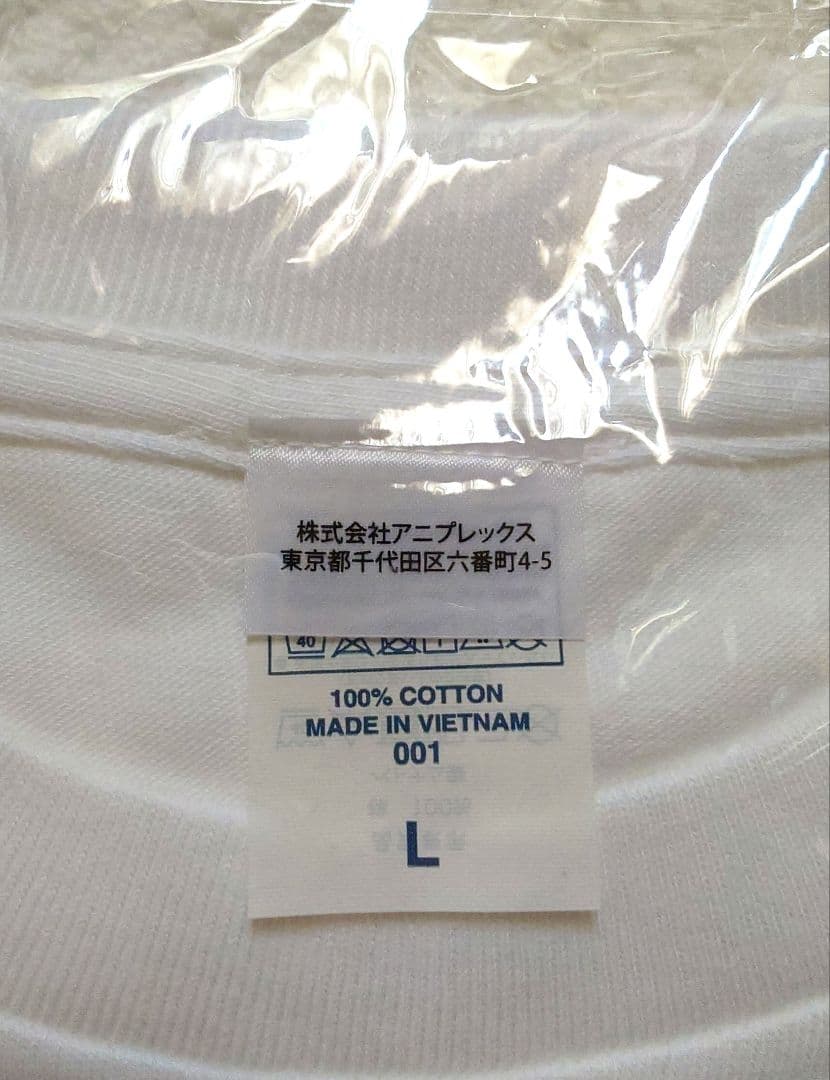 株式会社アニプレックス
東京都千代田区六番町4-5
40
100% COTTON
MADE IN VIETNAM
001
L